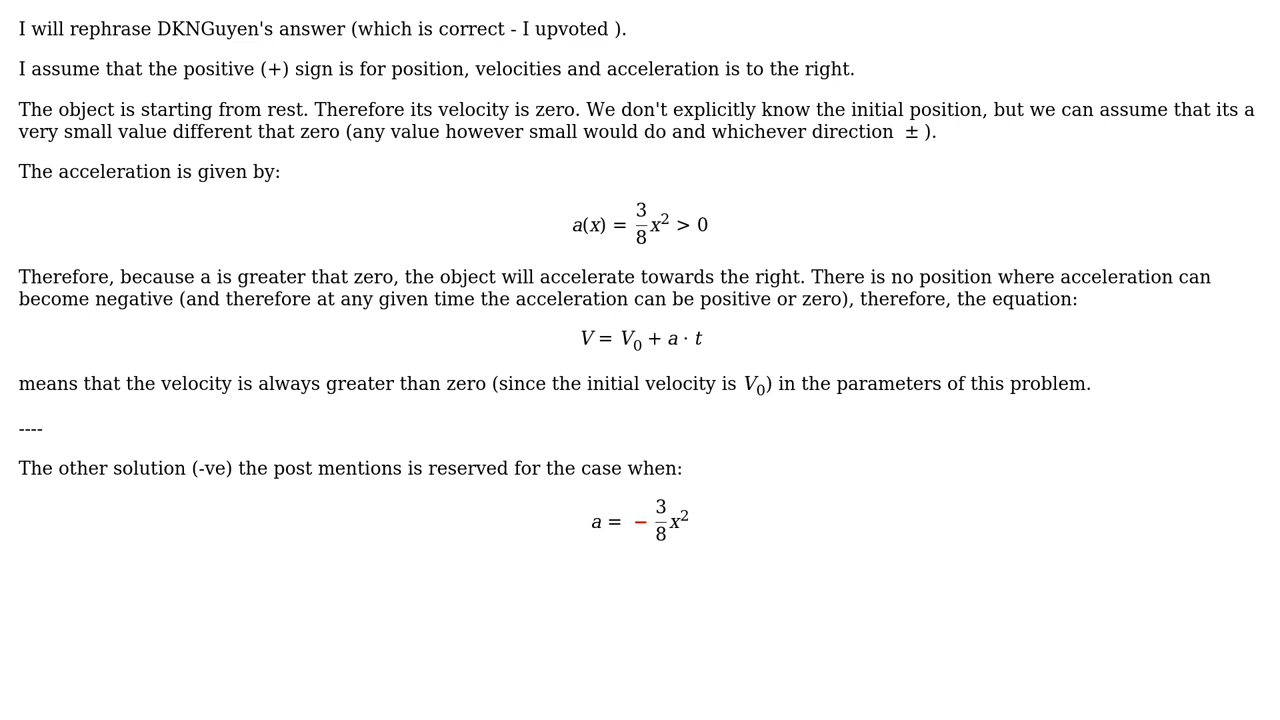 I will rephrase DKNGuyen's answer (which is correct - I upvoted ).
I assume that the positive (+) sign is for position, velocities and acceleration is to the right.
The object is starting from rest. Therefore its velocity is zero. We don't explicitly know the initial position, but we can assume that its a
very small value different that zero (any value however small would do and whichever direction ± ).
The acceleration is given by:
a(x) = 3/8 x² > 0
Therefore, because a is greater that zero, the object will accelerate towards the right. There is no position where acceleration can
become negative (and therefore at any given time the acceleration can be positive or zero), therefore, the equation:
V = V₀ + a · t
means that the velocity is always greater than zero (since the initial velocity is V₀) in the parameters of this problem.
----
The other solution (-ve) the post mentions is reserved for the case when:
a = − 3/8 x²